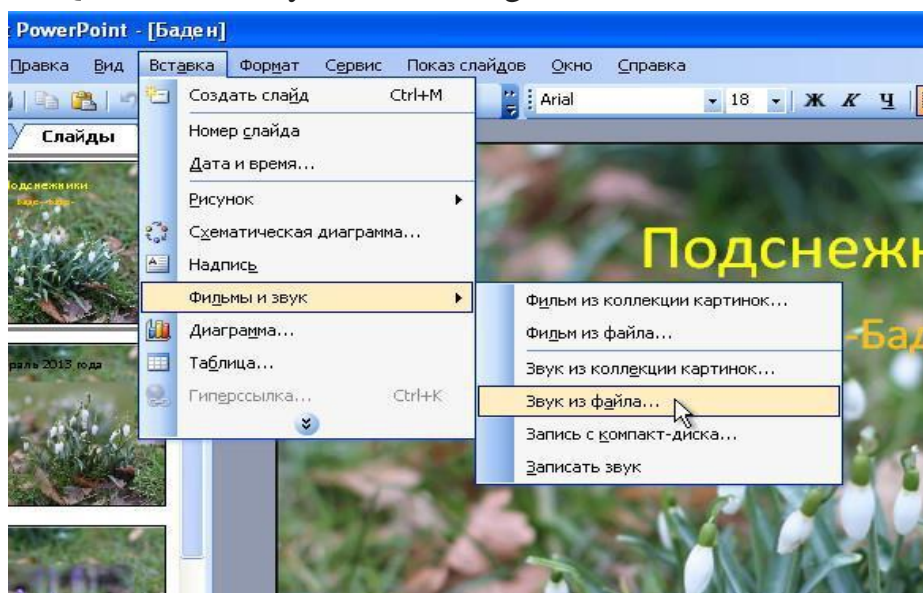 PowerPoint - [Баден]
Правка Вид Вставка Формат Сервис Показ слайдов Окно Справка
Arial 18 Ж К Ч
Слайды
Создать слайд Ctrl+M
Номер слайда
Дата и время...
Рисунок
Схематическая диаграмма...
Надпись
Фильмы и звук
Диаграмма...
Таблица...
Гиперссылка... Ctrl+K
Фильм из коллекции картинок...
Фильм из файла...
Звук из коллекции картинок...
Звук из файла...
Запись с компакт-диска...
Записать звук
Подснежн
-Бад
2013 года